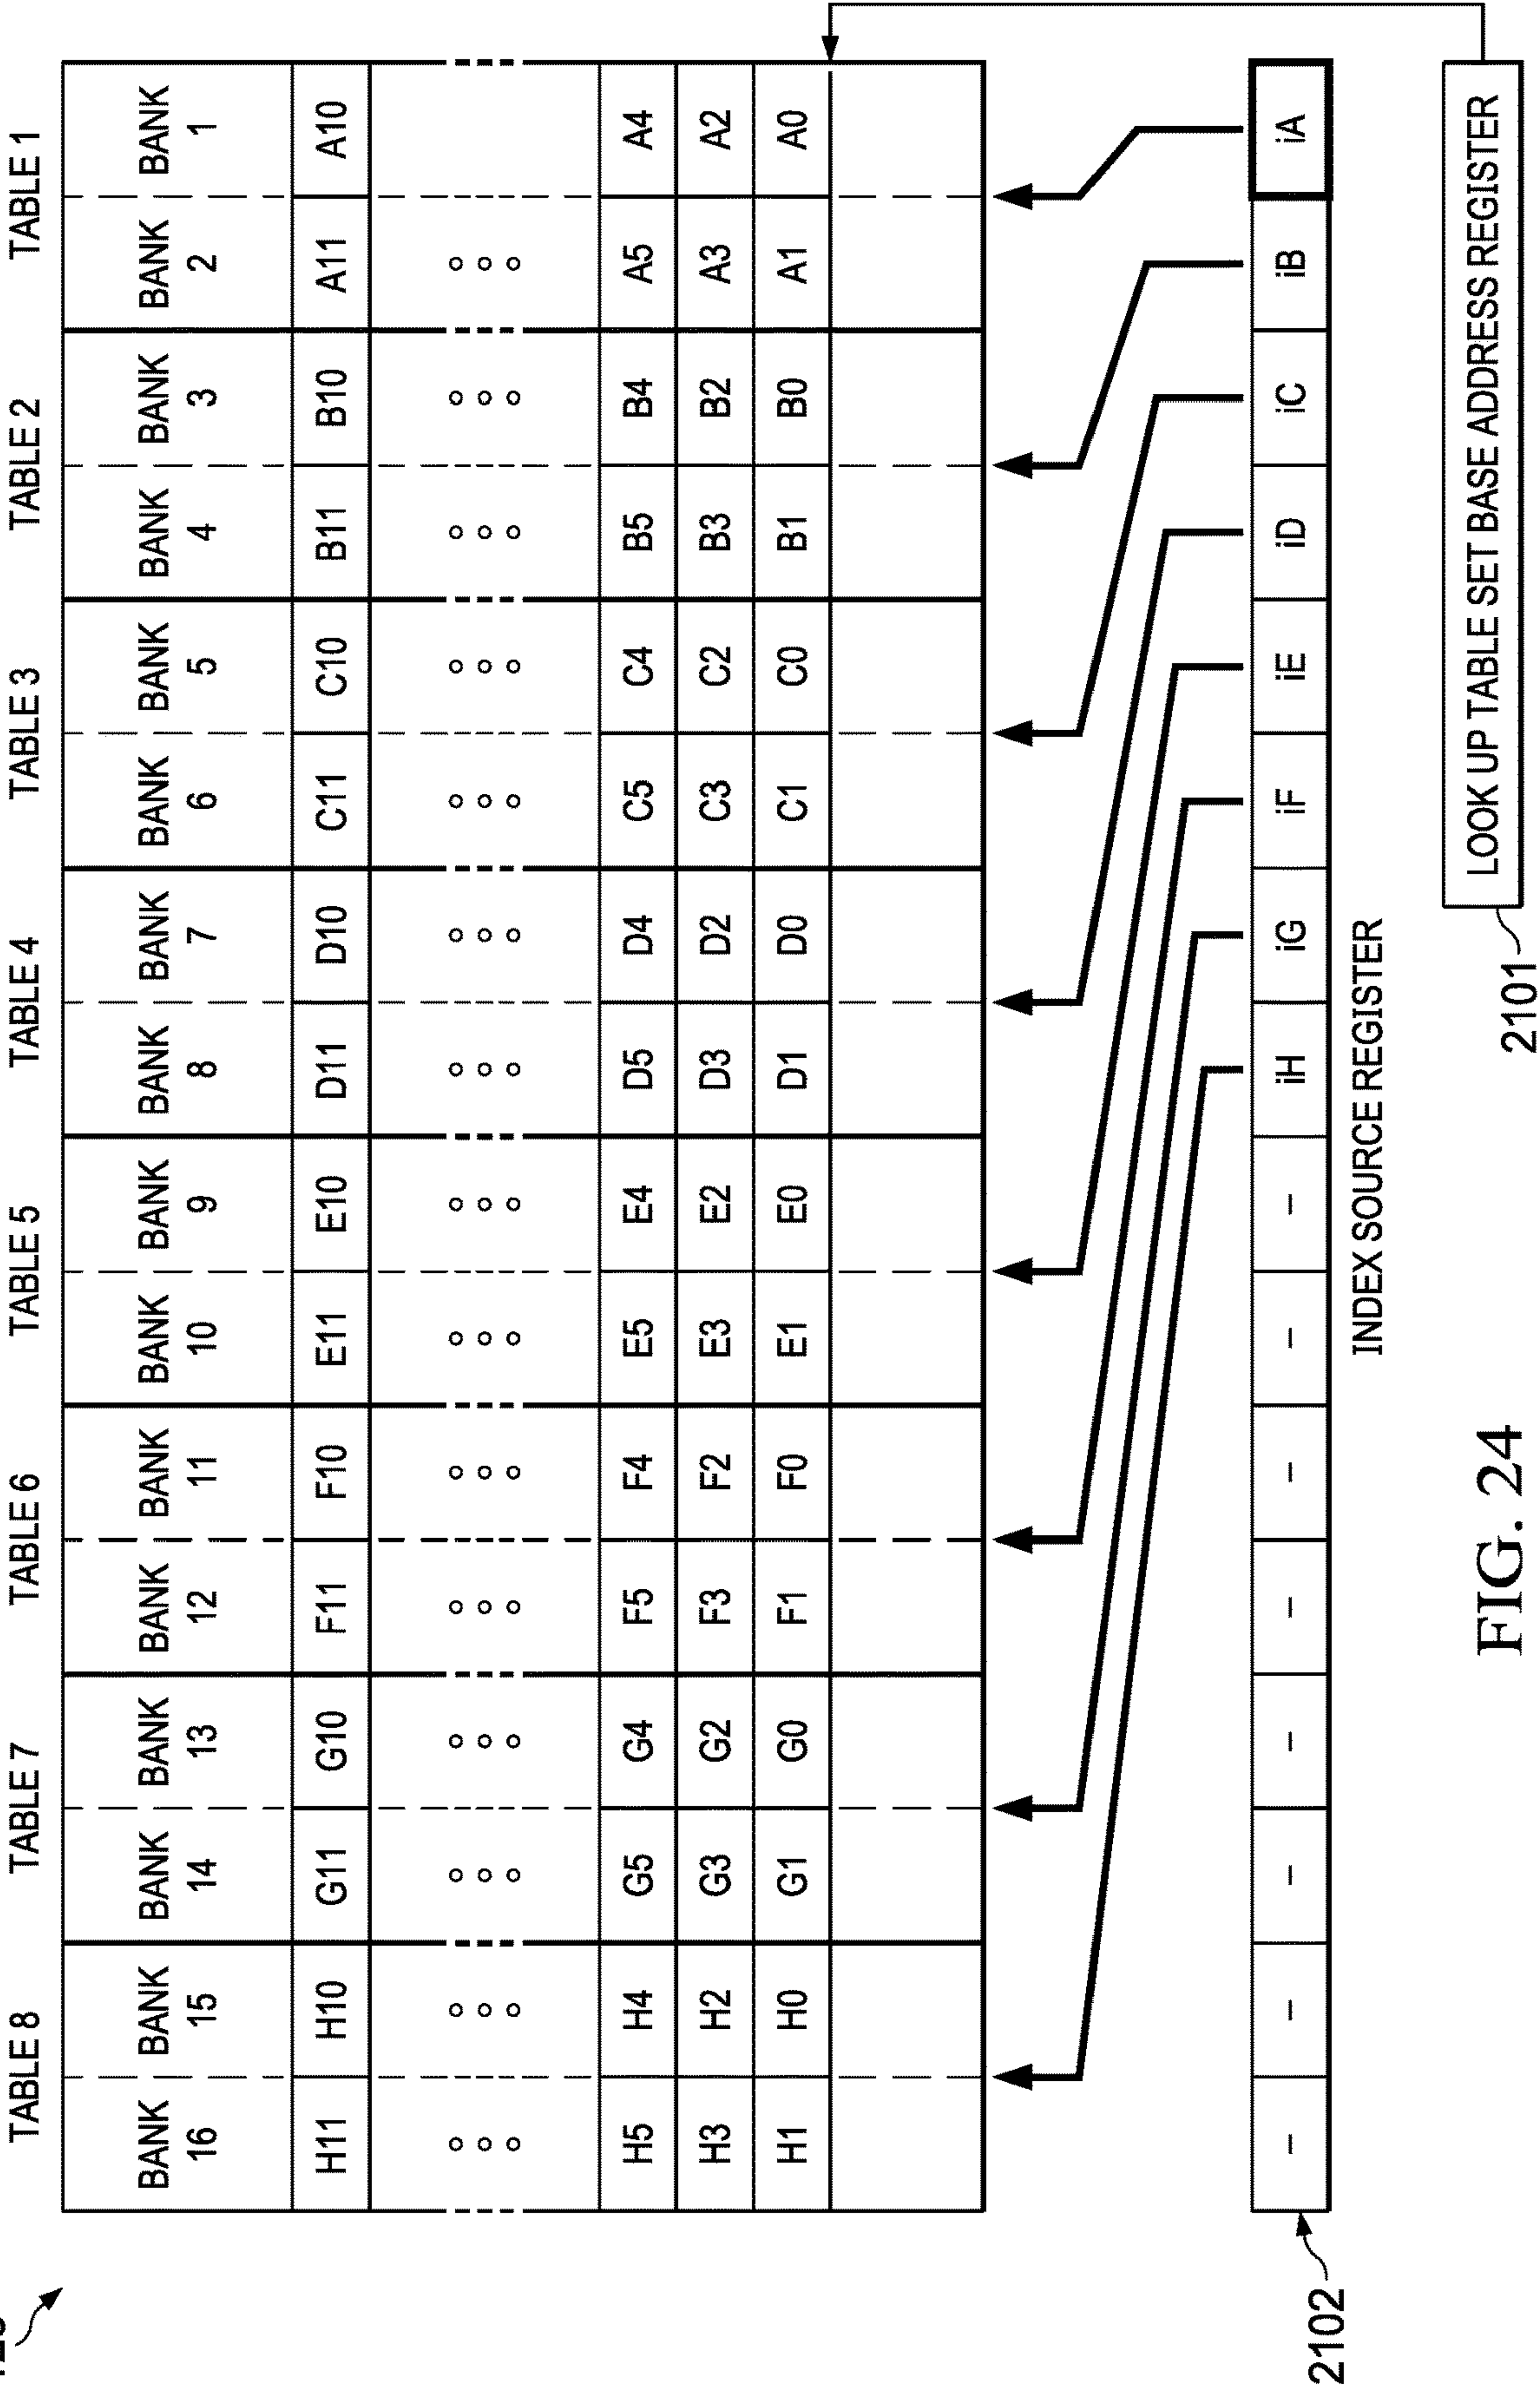 TABLE 8 TABLE 7 TABLE 6 TABLE 5 TABLE 4 TABLE 3 TABLE 2 TABLE 1
BANK BANK BANK BANK BANK BANK BANK BANK BANK BANK BANK BANK BANK BANK BANK BANK
16 15 14 13 12 11 10 9 8 7 6 5 4 3 2 1
H11 H10 G11 G10 F11 F10 E11 E10 D11 D10 C11 C10 B11 B10 A11 A10
H5 H4 G5 G4 F5 F4 E5 E4 D5 D4 C5 C4 B5 B4 A5 A4
H3 H2 G3 G2 F3 F2 E3 E2 D3 D2 C3 C2 B3 B2 A3 A2
H1 H0 G1 G0 F1 F0 E1 E0 D1 D0 C1 C0 B1 B0 A1 A0
– – – – – – – – iH iG iF iE iD iC iB iA
2102
INDEX SOURCE REGISTER
LOOK UP TABLE SET BASE ADDRESS REGISTER
2101
FIG. 24